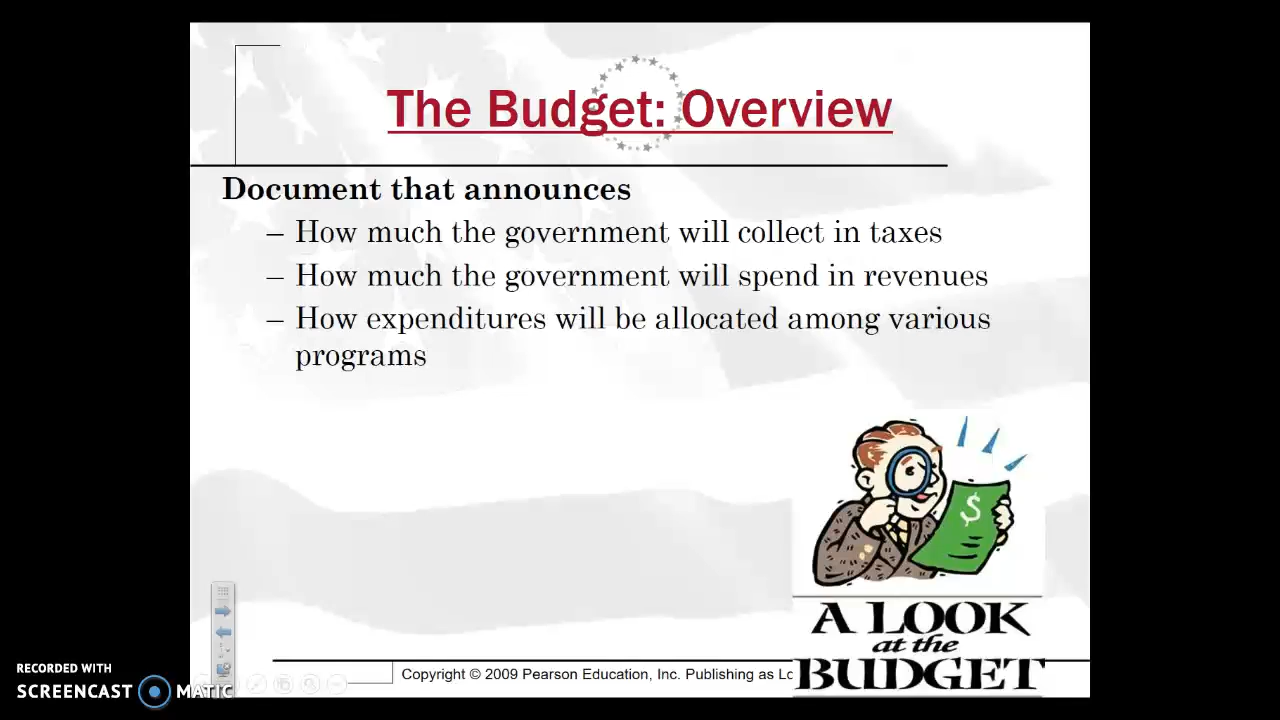 The Budget: Overview
Document that announces
– How much the government will collect in taxes
– How much the government will spend in revenues
– How expenditures will be allocated among various
programs
$
A LOOK
at the
BUDGET
Copyright © 2009 Pearson Education, Inc. Publishing as Lo
RECORDED WITH
SCREENCAST MATIC